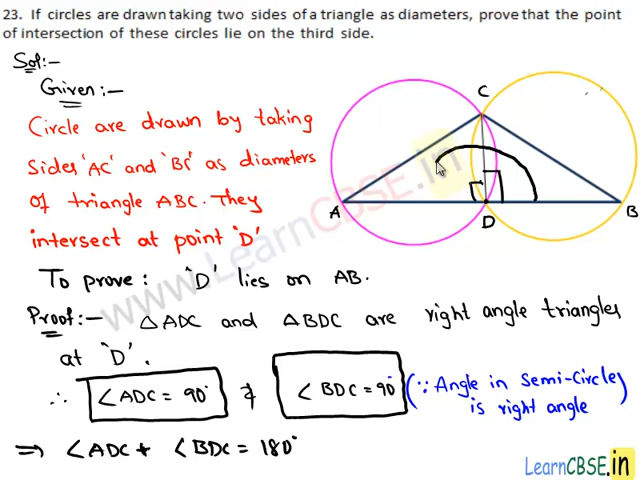 23. If circles are drawn taking two sides of a triangle as diameters, prove that the point
of intersection of these circles lie on the third side.
Sol:-
Given:-
Circle are drawn by taking
sides 'AC' and 'BC' as diameters
of triangle ABC. They
intersect at point 'D'
To prove: 'D' lies on AB.
Proof:- △ADC and △BDC are right angle triangles
at 'D'.
∴ ∠ADC = 90° & ∠BDC = 90° (∵ Angle in semi-circle
is right angle
⇒ ∠ADC + ∠BDC = 180°
C
A
D
B
www.LearnCBSE.in
LearnCBSE.in